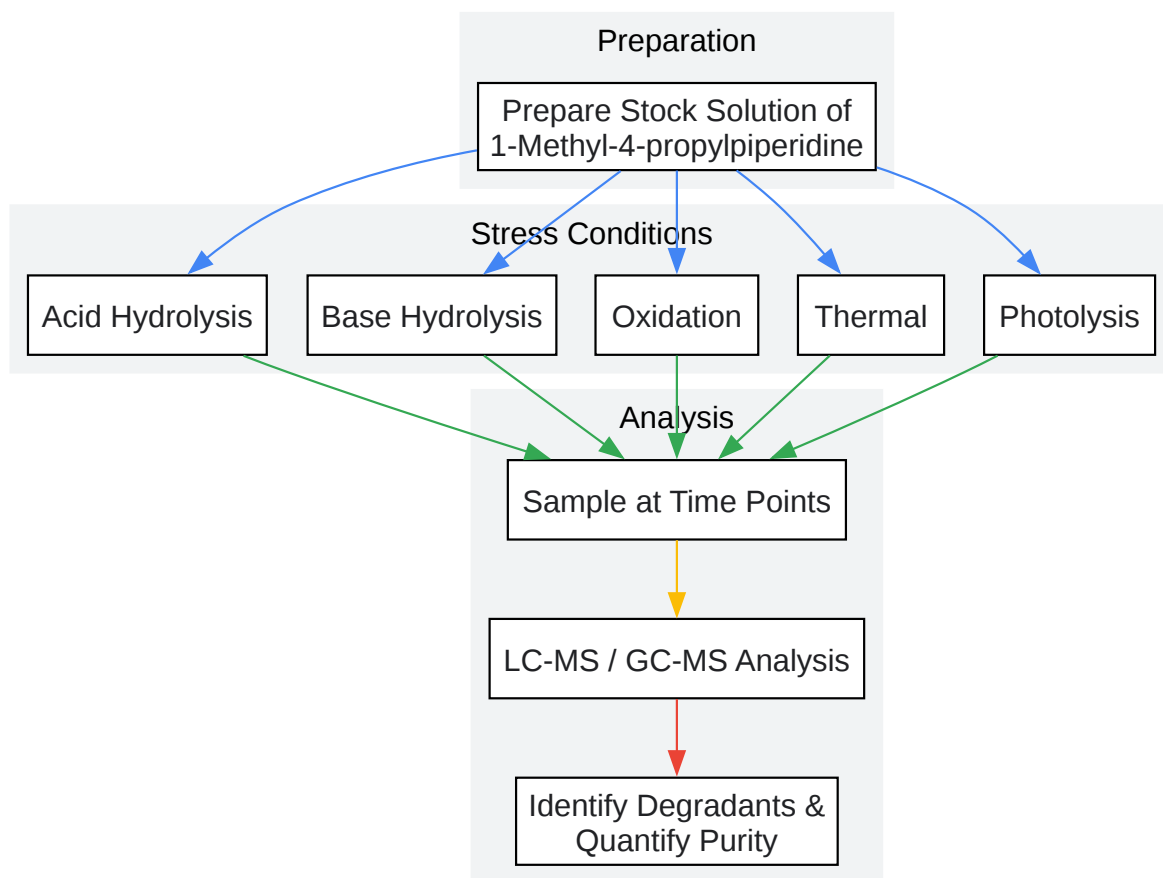 Preparation
Prepare Stock Solution of
1-Methyl-4-propylpiperidine
Stress Conditions
Acid Hydrolysis
Base Hydrolysis
Oxidation
Thermal
Photolysis
Analysis
Sample at Time Points
LC-MS / GC-MS Analysis
Identify Degradants &
Quantify Purity